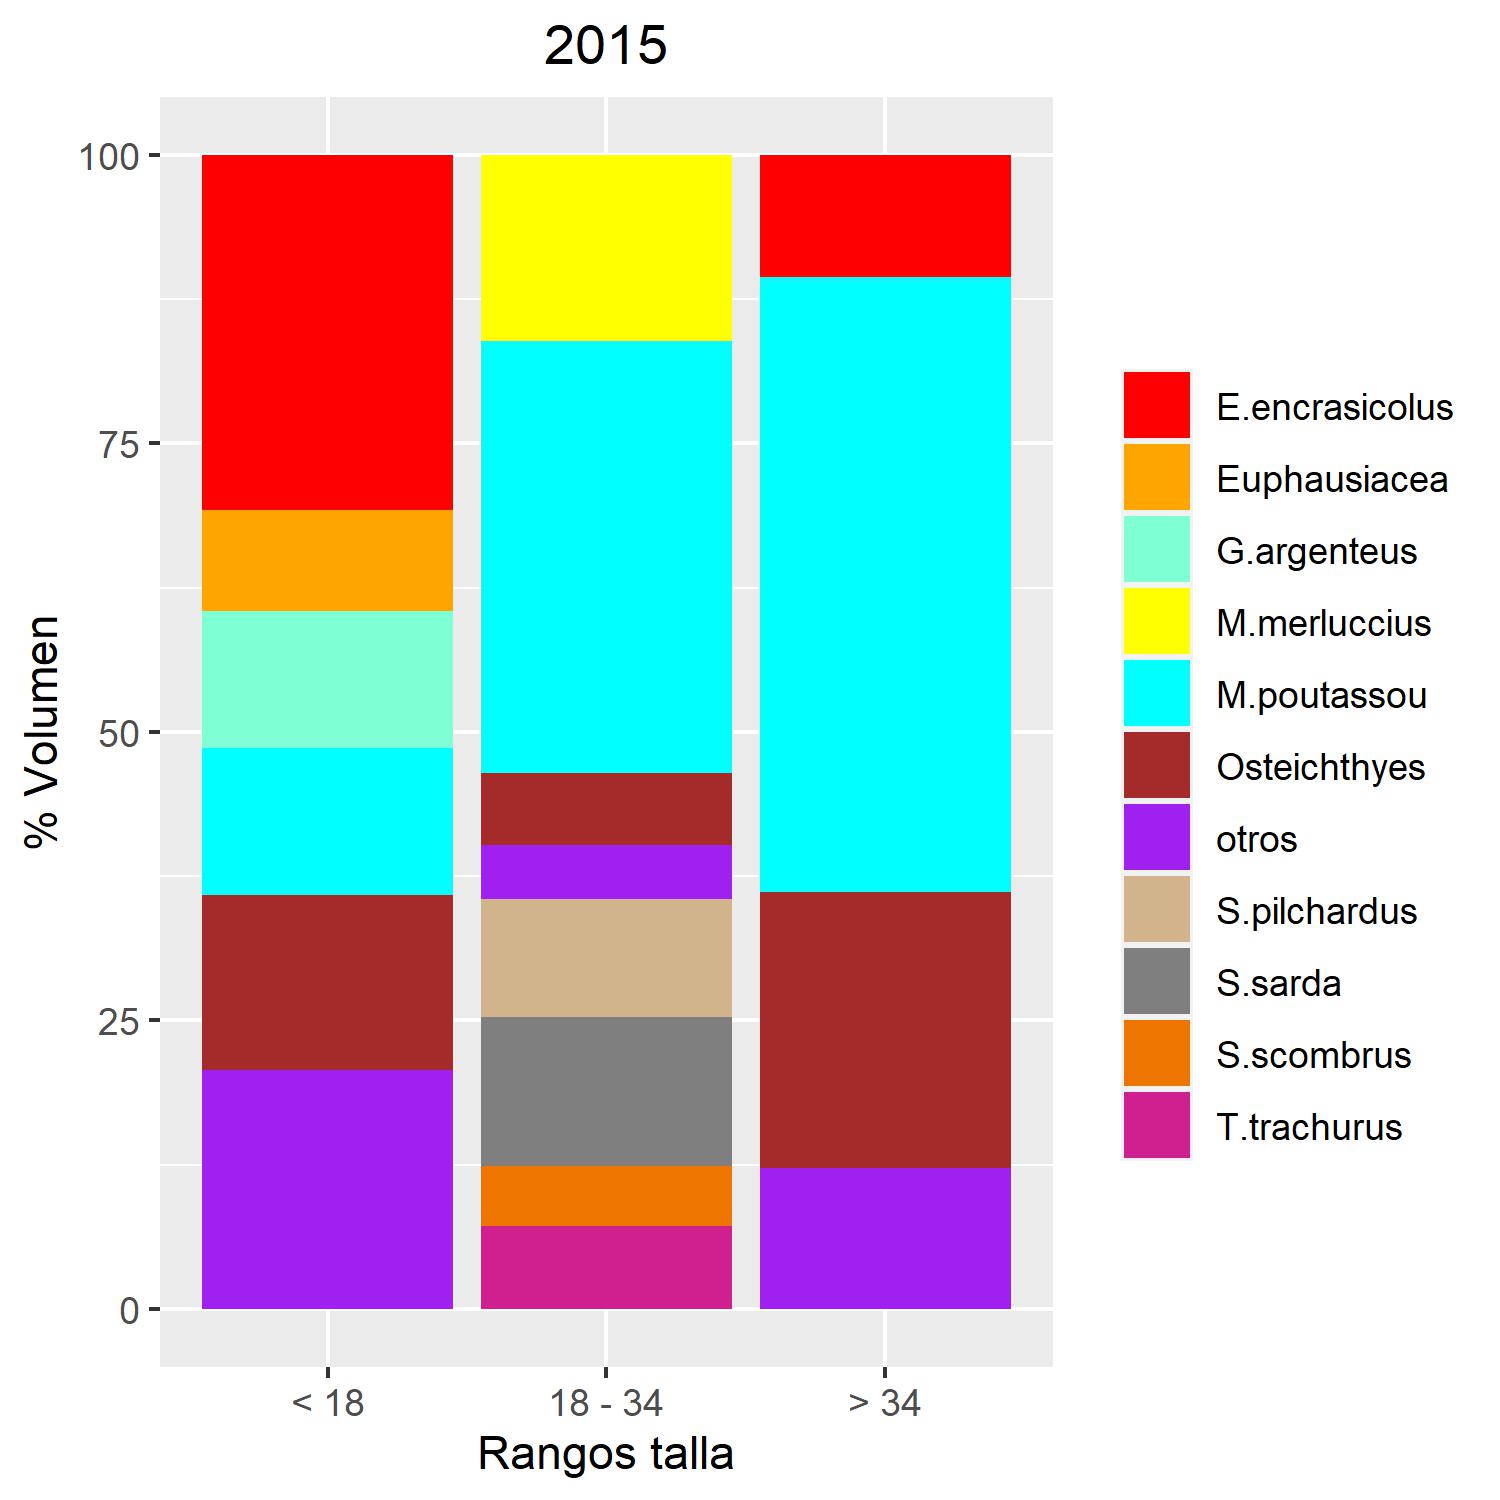 2015
% Volumen
100
75
50
25
0
< 18
18 - 34
> 34
Rangos talla
E.encrasicolus
Euphausiacea
G.argenteus
M.merluccius
M.poutassou
Osteichthyes
otros
S.pilchardus
S.sarda
S.scombrus
T.trachurus